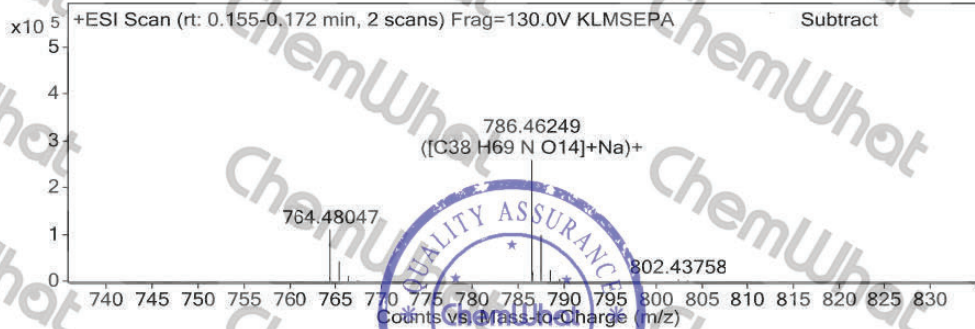 +ESI Scan (rt: 0.155-0.172 min, 2 scans) Frag=130.0V KLMSEPA Subtract
x10 5
5
4
3
2
1
0
786.46249
([C38 H69 N O14]+Na)+
764.48047
802.43758
740 745 750 755 760 765 770 775 780 785 790 795 800 805 810 815 820 825 830
Counts vs. Mass-to-Charge (m/z)
QUALITY ASSURANCE
ChemWhat
ChemWhat
ChemWhat
ChemWhat
ChemWhat